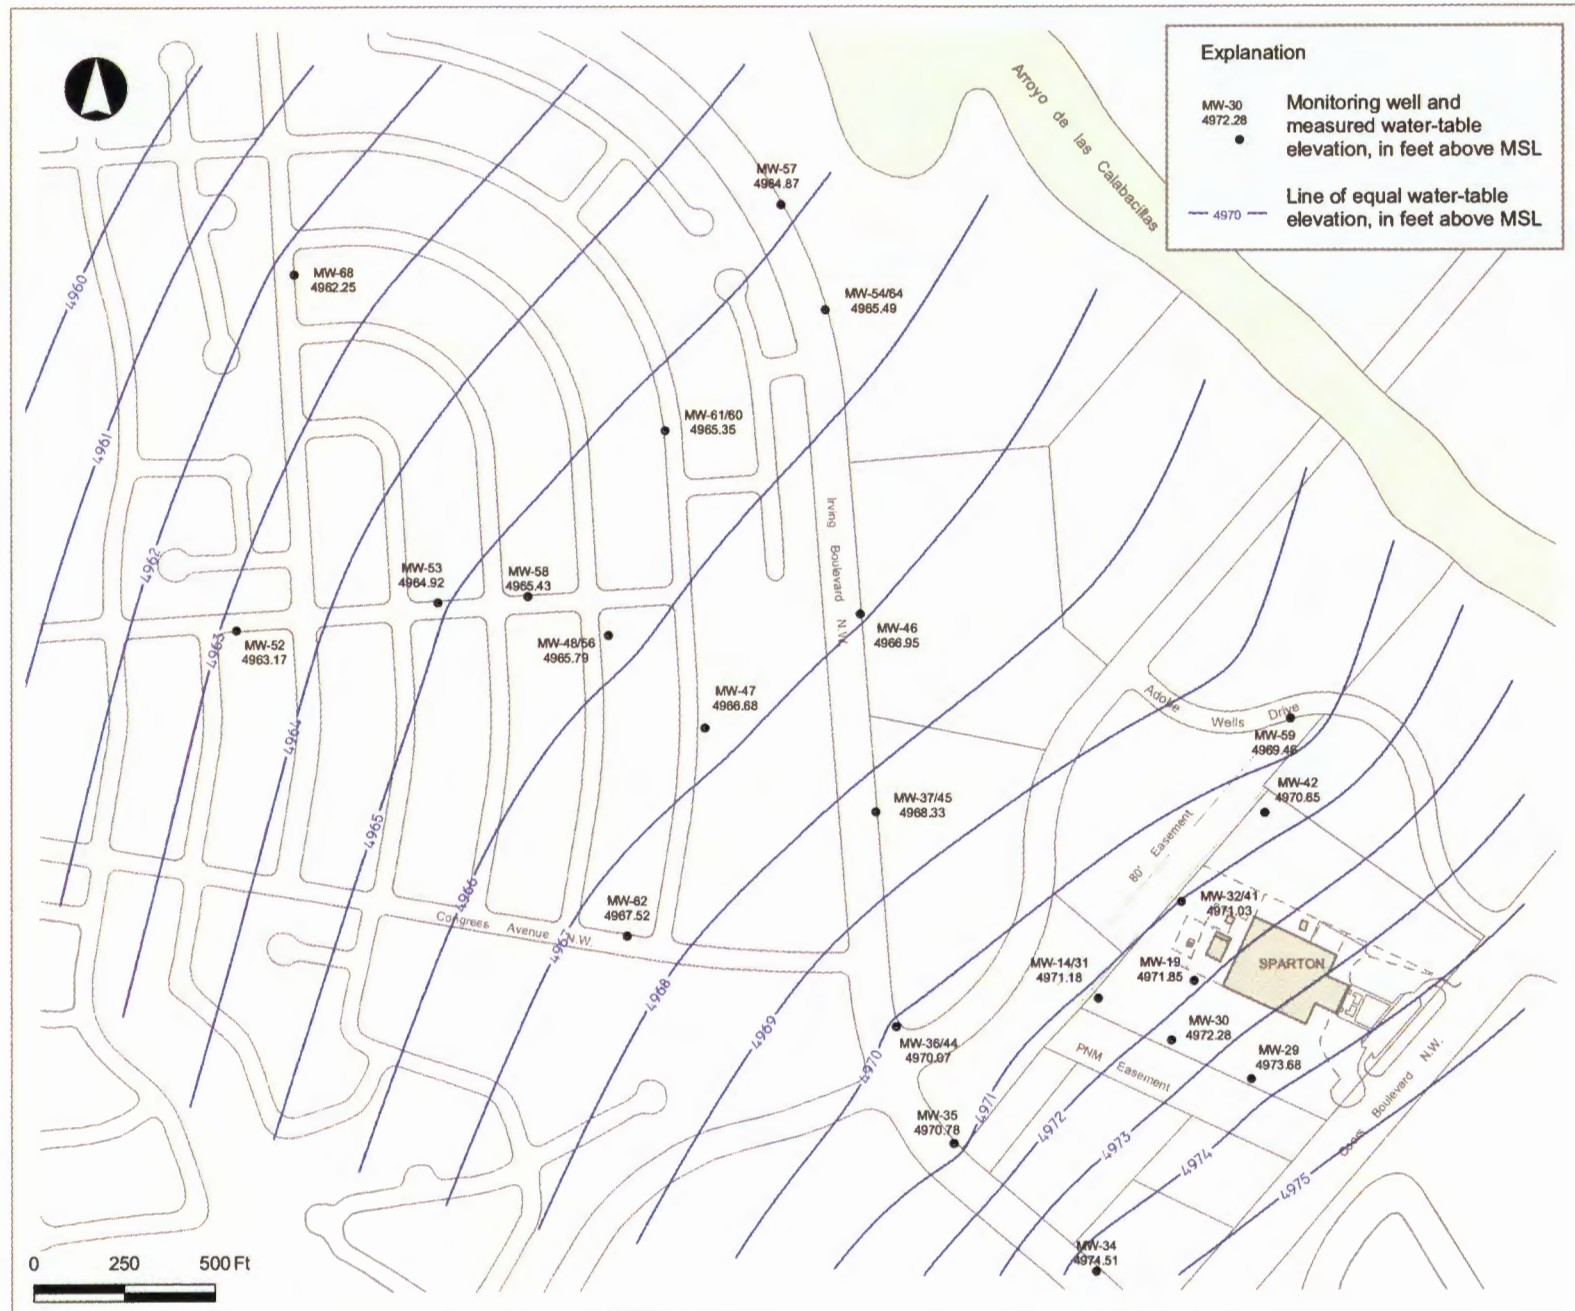 Explanation
MW-30
4972.28
Monitoring well and
measured water-table
elevation, in feet above MSL
4970
Line of equal water-table
elevation, in feet above MSL
Arroyo de las Calabacillas
MW-57
4964.87
MW-68
4962.25
4960
MW-54/64
4965.49
MW-61/60
4965.35
4961
Irving Boulevard N.W.
4962
MW-53
4964.92
MW-58
4965.43
MW-52
4963.17
4963
MW-48/56
4965.79
MW-46
4966.95
MW-47
4966.68
4964
Adobe Wells Drive
MW-59
4969.46
MW-42
4970.65
MW-37/45
4968.33
4965
80' Easement
4966
MW-62
4967.52
Congress Avenue N.W.
4967
MW-32/41
4971.03
SPARTON
MW-14/31
4971.18
MW-19
4971.85
4968
4969
4970
MW-36/44
4970.07
MW-30
4972.28
PNM Easement
MW-29
4973.68
Coors Boulevard N.W.
MW-35
4970.78
4971
4972
4973
4974
4975
MW-34
4974.51
0 250 500 Ft